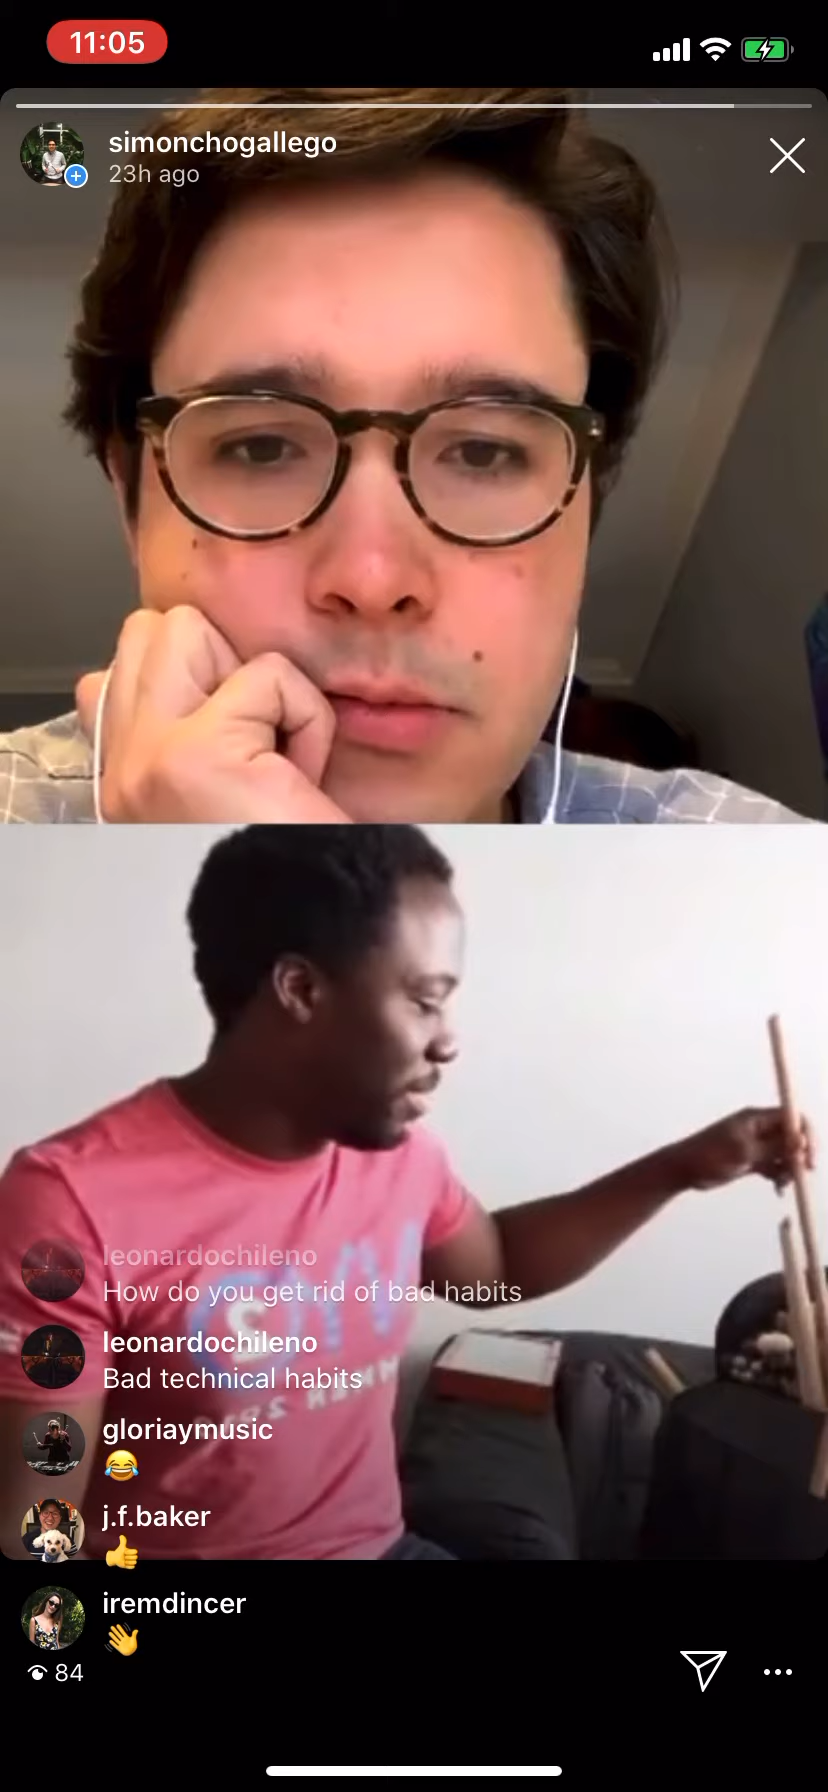 11:05
simonchogallego
23h ago
leonardochileno
How do you get rid of bad habits
leonardochileno
Bad technical habits
gloriaymusic
😂
j.f.baker
👍
iremdincer
👋
84